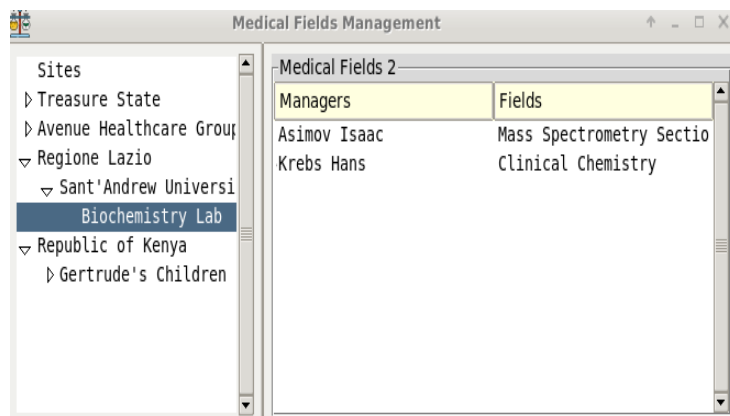 Medical Fields Management
Sites
Treasure State
Avenue Healthcare Group
Regione Lazio
Sant'Andrew Universi
Biochemistry Lab
Republic of Kenya
Gertrude's Children
Medical Fields 2
Managers Fields
Asimov Isaac Mass Spectrometry Sectio
Krebs Hans Clinical Chemistry